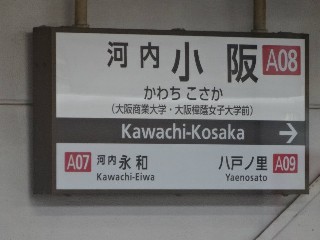 河内小阪 A08
かわち こさか
(大阪商業大学・大阪樟蔭女子大学前)
Kawachi-Kosaka →
A07 河内永和 八戸ノ里 A09
Kawachi-Eiwa Yaenosato